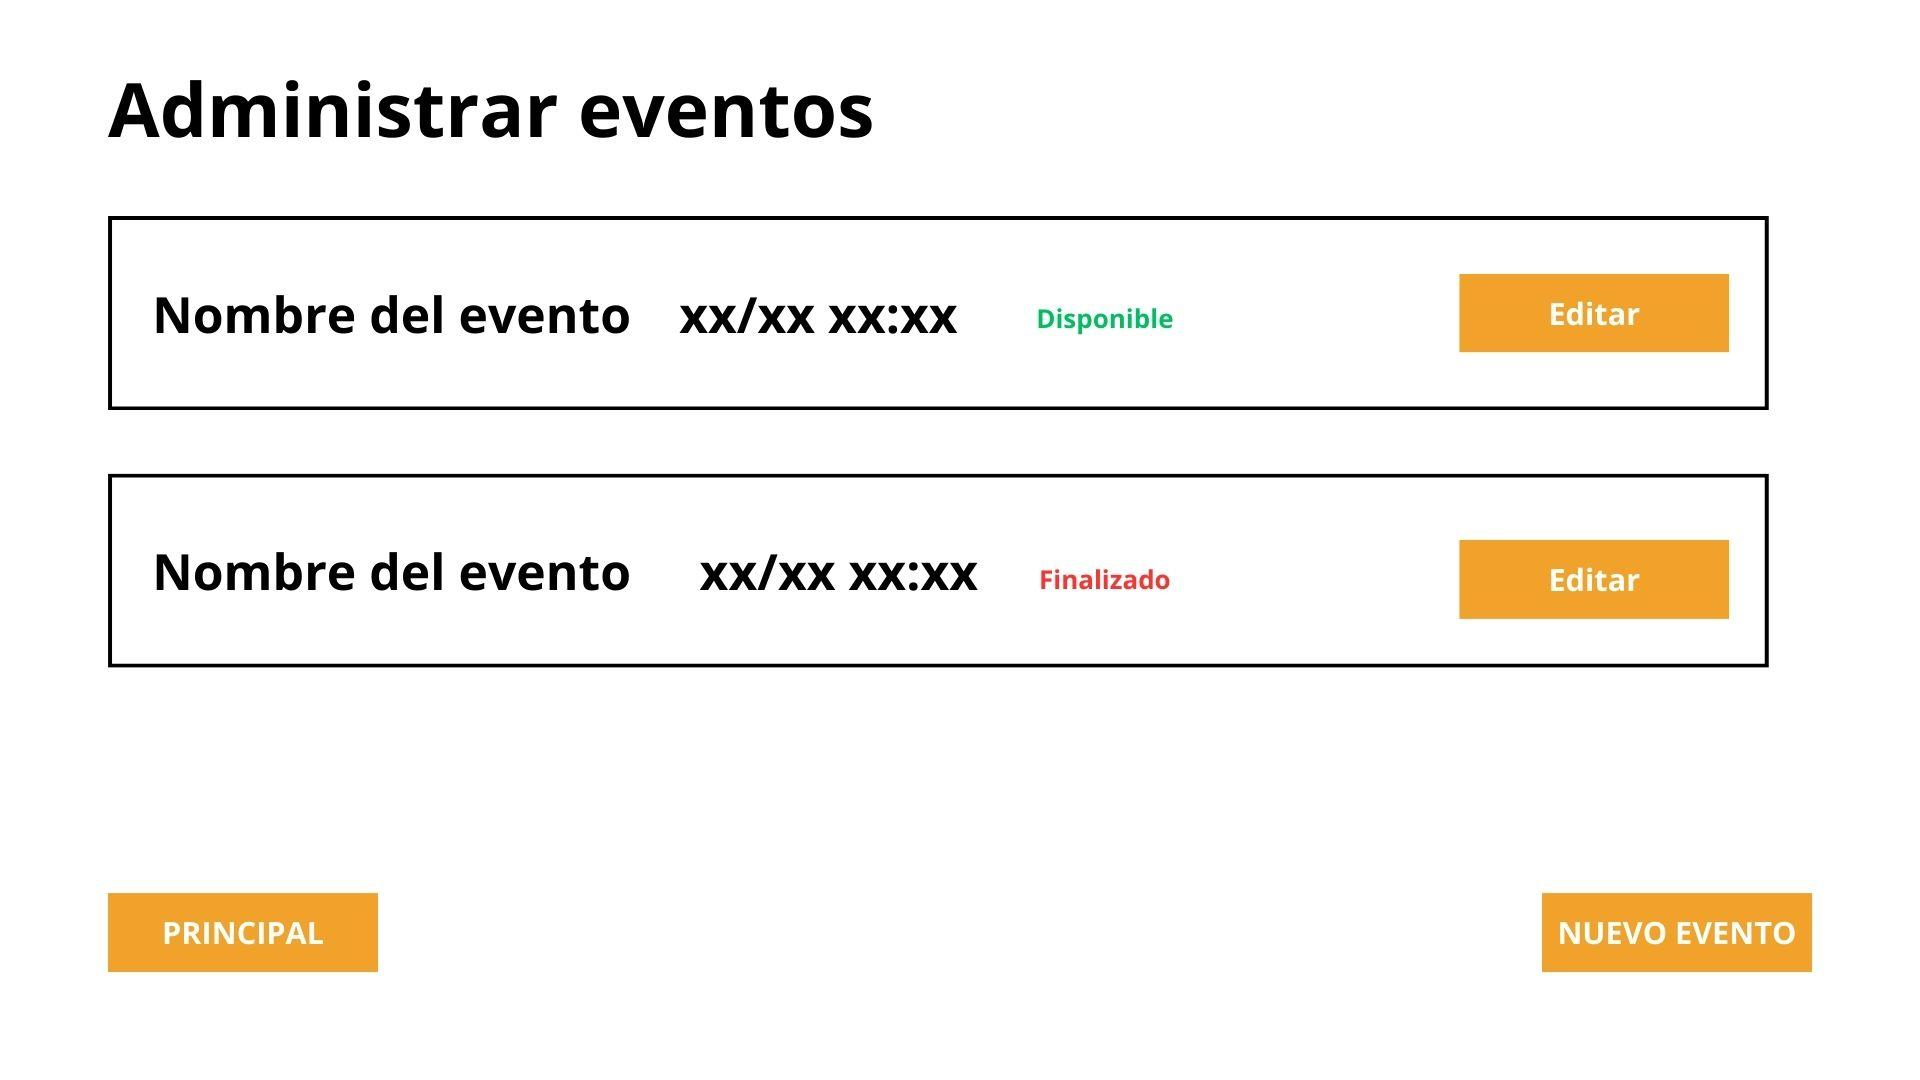 Administrar eventos
Nombre del evento xx/xx xx:xx Disponible Editar
Nombre del evento xx/xx xx:xx Finalizado Editar
PRINCIPAL NUEVO EVENTO